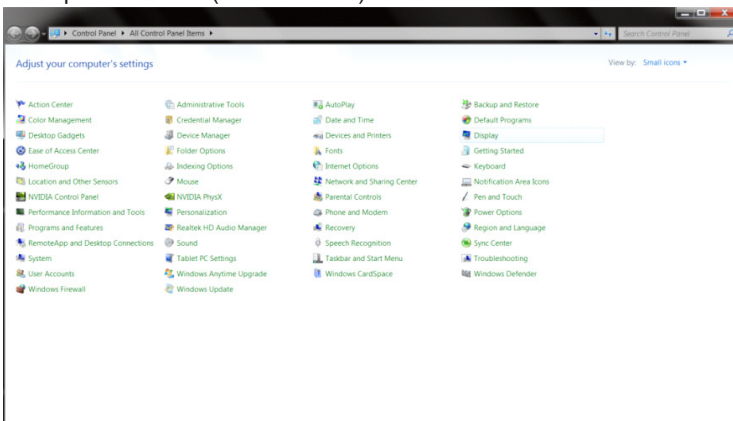 Control Panel ▸ All Control Panel Items ▸
Search Control Panel
Adjust your computer's settings
View by: Small icons
Action Center
Administrative Tools
AutoPlay
Backup and Restore
Color Management
Credential Manager
Date and Time
Default Programs
Desktop Gadgets
Device Manager
Devices and Printers
Display
Ease of Access Center
Folder Options
Fonts
Getting Started
HomeGroup
Indexing Options
Internet Options
Keyboard
Location and Other Sensors
Mouse
Network and Sharing Center
Notification Area Icons
NVIDIA Control Panel
NVIDIA PhysX
Parental Controls
Pen and Touch
Performance Information and Tools
Personalization
Phone and Modem
Power Options
Programs and Features
Realtek HD Audio Manager
Recovery
Region and Language
RemoteApp and Desktop Connections
Sound
Speech Recognition
Sync Center
System
Tablet PC Settings
Taskbar and Start Menu
Troubleshooting
User Accounts
Windows Anytime Upgrade
Windows CardSpace
Windows Defender
Windows Firewall
Windows Update